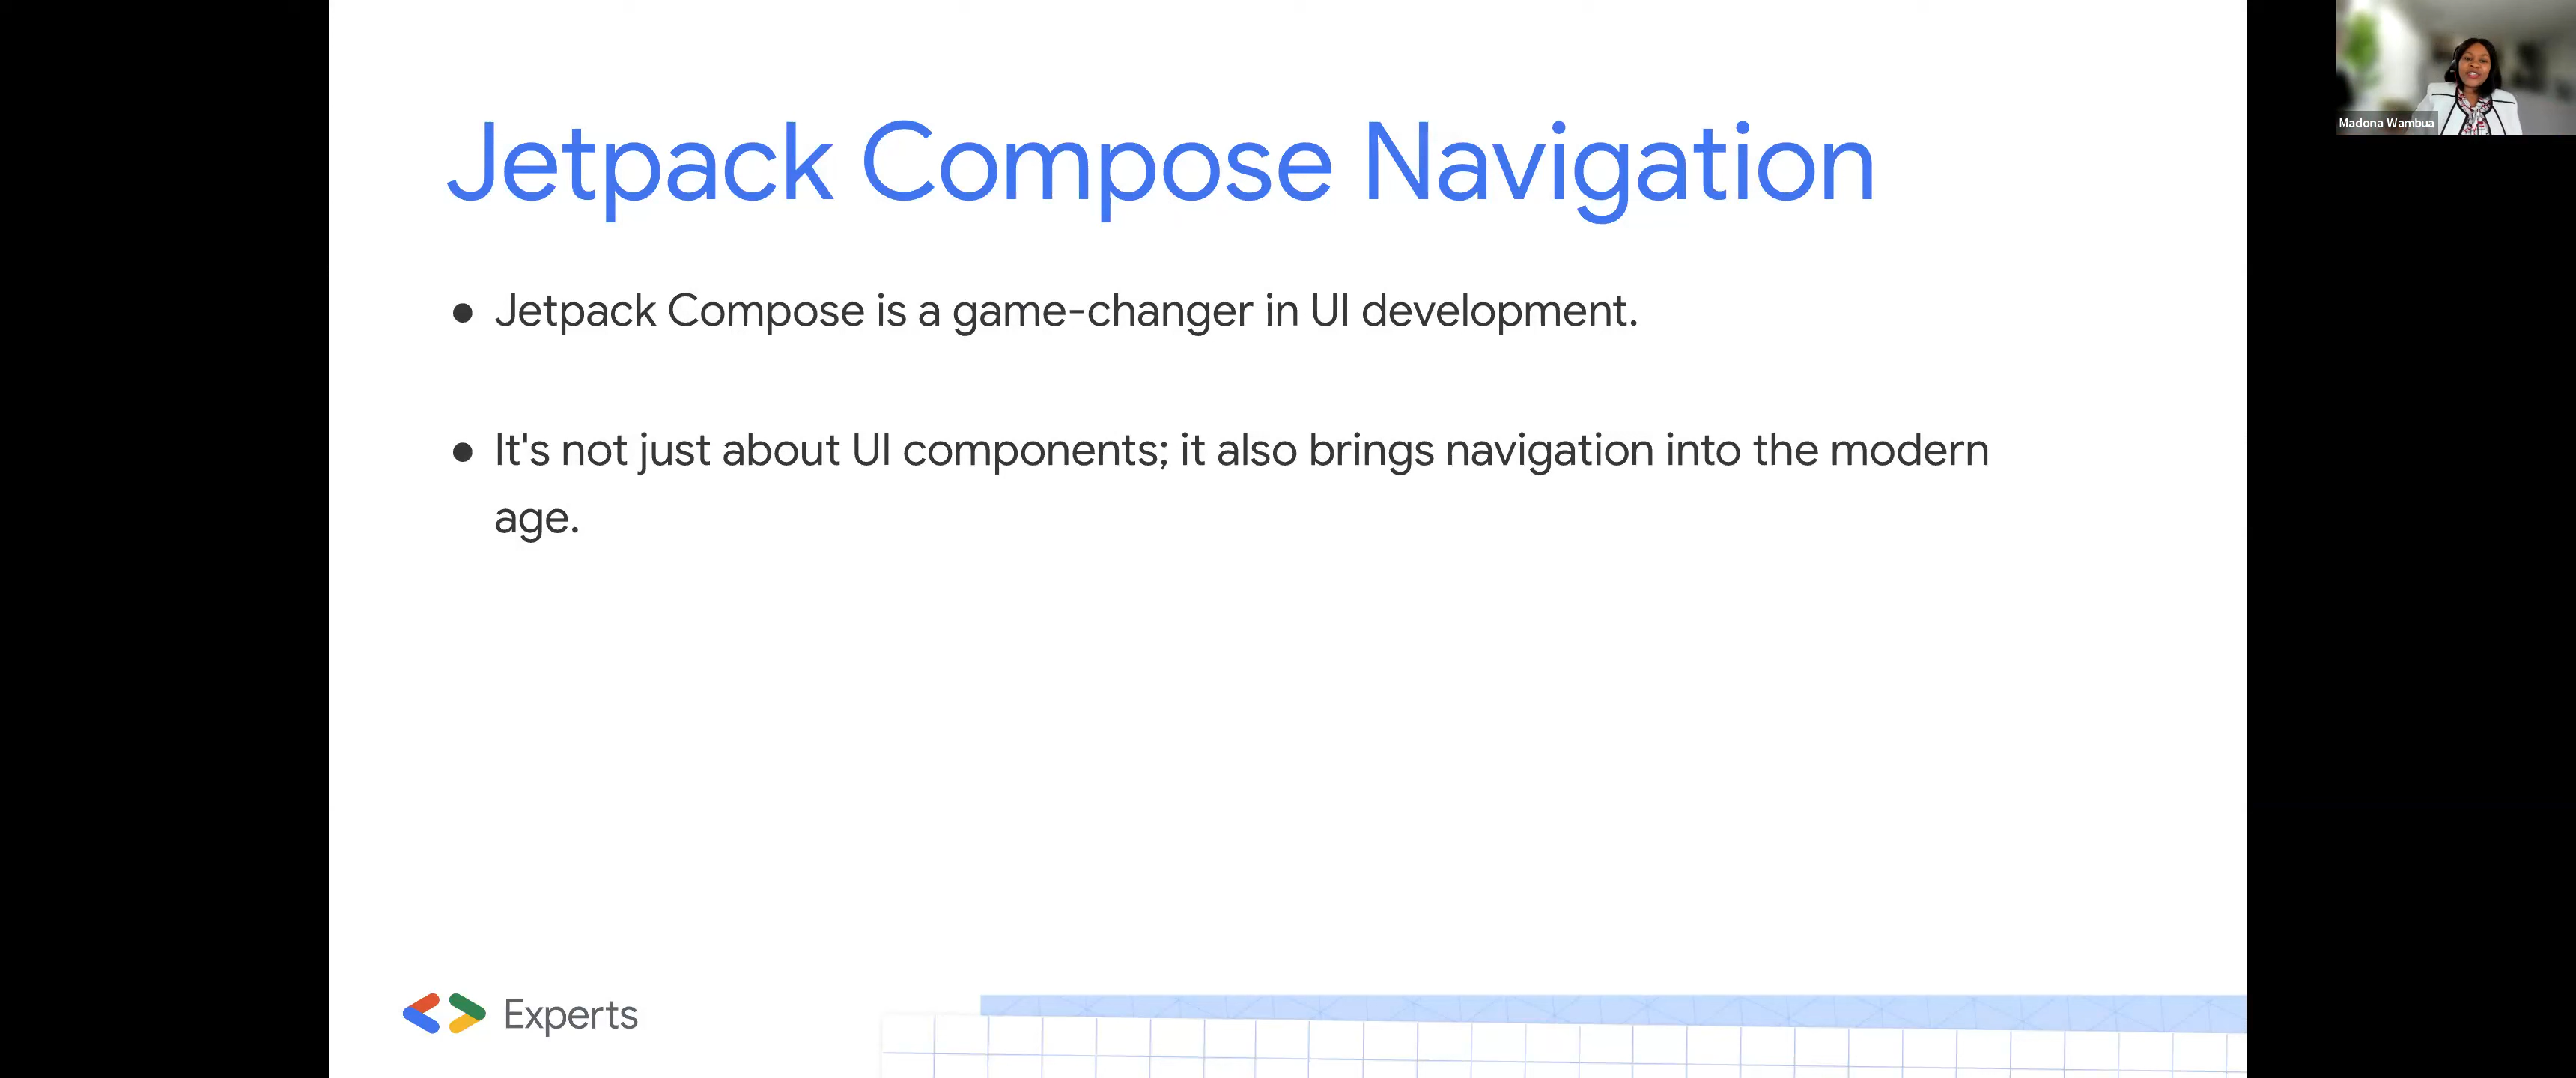 Jetpack Compose Navigation
Madona Wambua
● Jetpack Compose is a game-changer in UI development.
● It's not just about UI components; it also brings navigation into the modern
age.
Experts